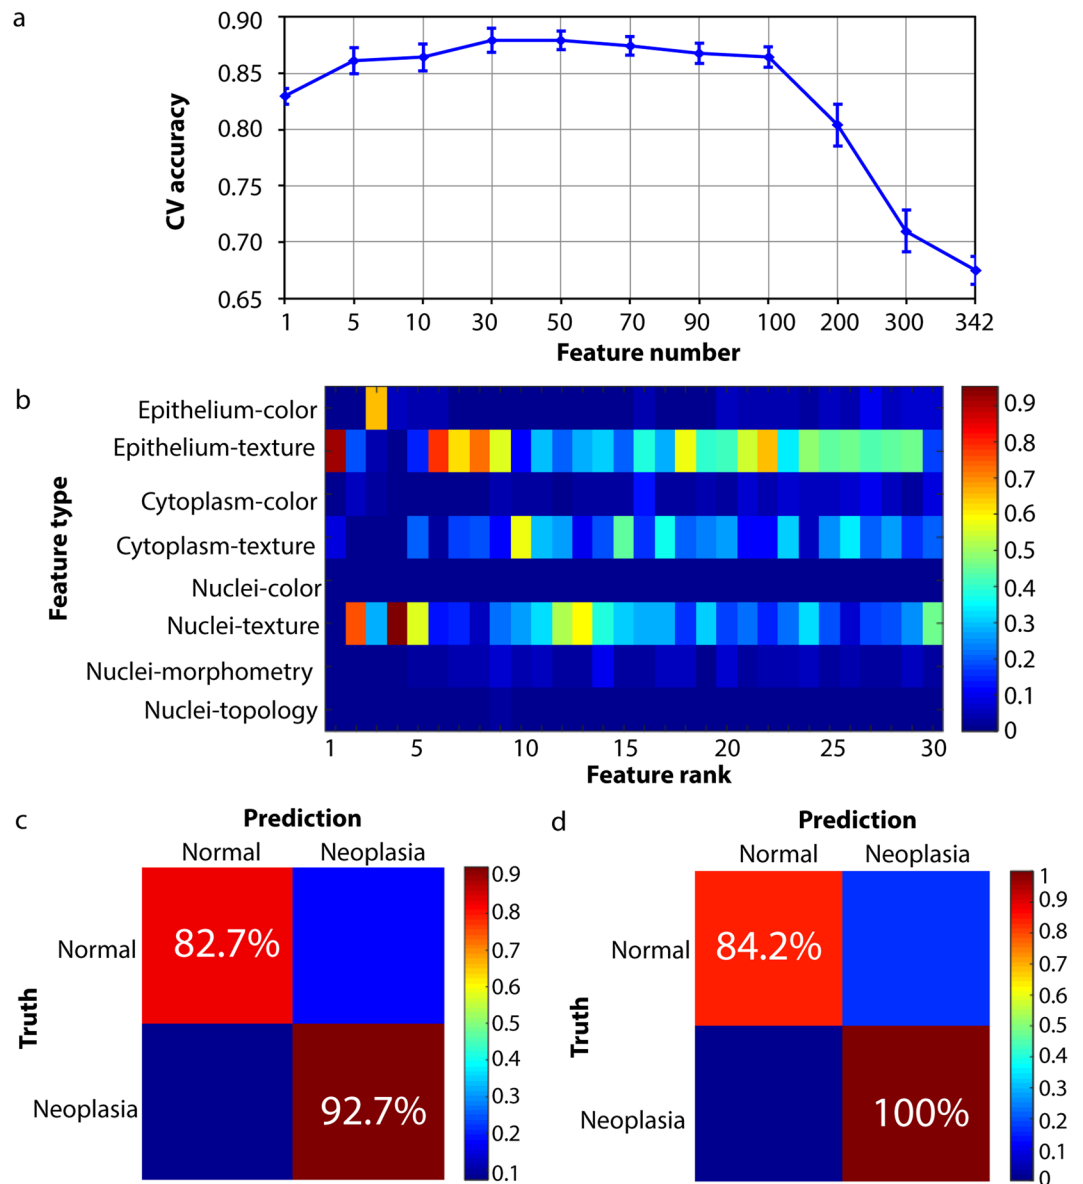 a
0.90
0.85
0.80
0.75
0.70
0.65
CV accuracy
1 5 10 30 50 70 90 100 200 300 342
Feature number
b
Feature type
Epithelium-color
Epithelium-texture
Cytoplasm-color
Cytoplasm-texture
Nuclei-color
Nuclei-texture
Nuclei-morphometry
Nuclei-topology
1 5 10 15 20 25 30
Feature rank
0.9
0.8
0.7
0.6
0.5
0.4
0.3
0.2
0.1
0
c
Prediction
Normal Neoplasia
Truth
Normal
82.7%
Neoplasia
92.7%
0.9
0.8
0.7
0.6
0.5
0.4
0.3
0.2
0.1
d
Prediction
Normal Neoplasia
Truth
Normal
84.2%
Neoplasia
100%
1
0.9
0.8
0.7
0.6
0.5
0.4
0.3
0.2
0.1
0